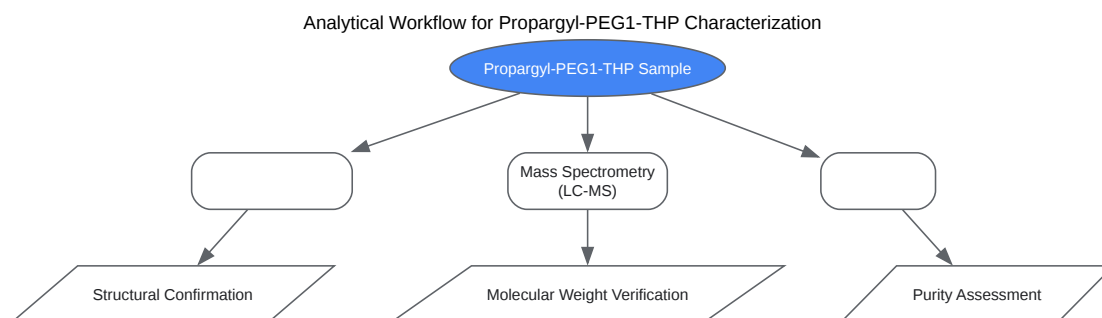 Analytical Workflow for Propargyl-PEG1-THP Characterization
Propargyl-PEG1-THP Sample
Mass Spectrometry
(LC-MS)
Structural Confirmation
Molecular Weight Verification
Purity Assessment